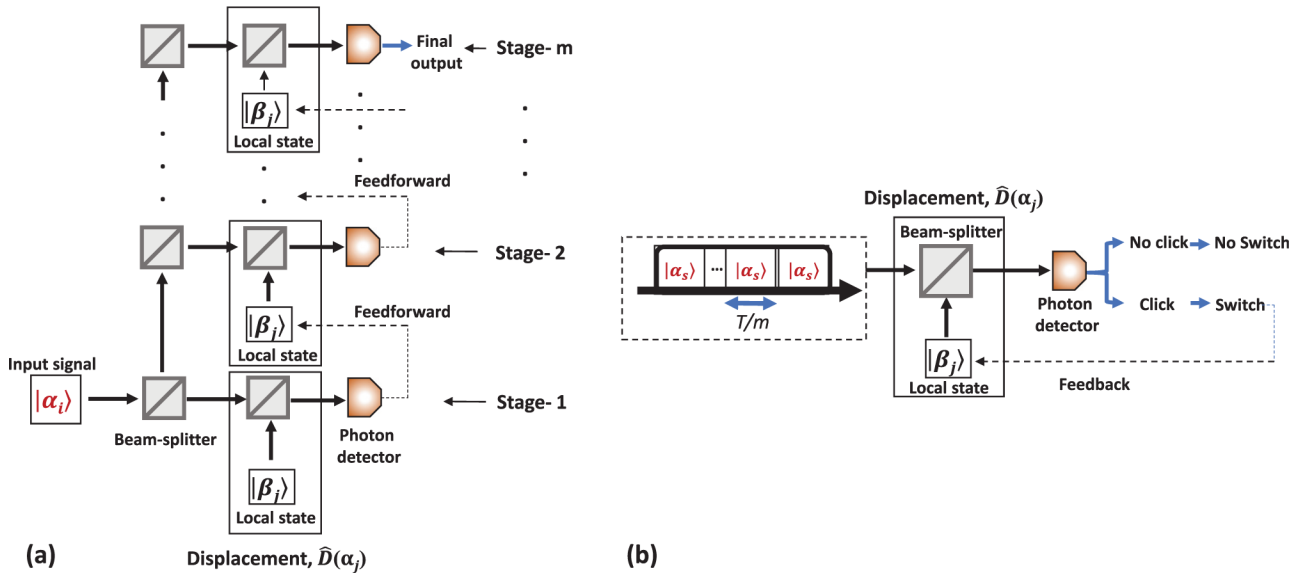 Final
output
Stage- m
|β_j⟩
Local state
Feedforward
Stage- 2
|β_j⟩
Local state
Feedforward
Input signal
|α_i⟩
Stage- 1
Beam-splitter
Photon
detector
|β_j⟩
Local state
(a)
Displacement, D̂(α_j)
Displacement, D̂(α_j)
Beam-splitter
No click
No Switch
|α_s⟩ ... |α_s⟩ |α_s⟩
T/m
Photon
detector
Click
Switch
|β_j⟩
Local state
Feedback
(b)